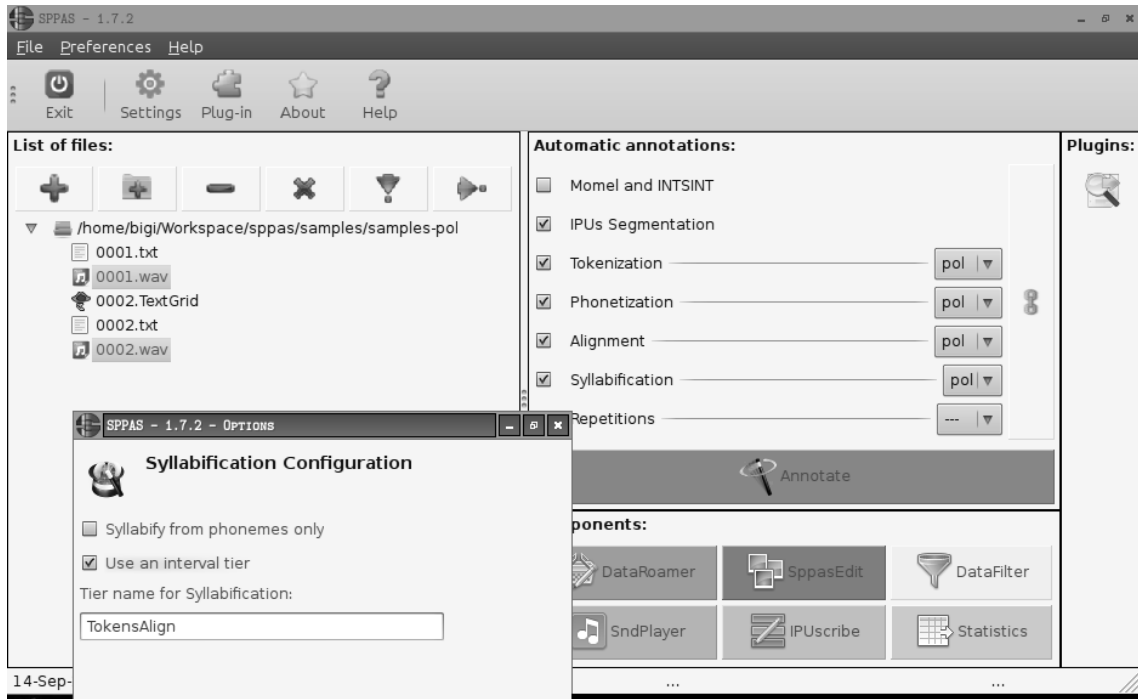 SPPAS - 1.7.2
File Preferences Help
Exit Settings Plug-in About Help
List of files:
/home/bigi/Workspace/sppas/samples/samples-pol
0001.txt
0001.wav
0002.TextGrid
0002.txt
0002.wav
Automatic annotations:
Momel and INTSINT
IPUs Segmentation
Tokenization pol
Phonetization pol
Alignment pol
Syllabification pol
Repetitions ---
Annotate
Plugins:
SPPAS - 1.7.2 - OPTIONS
Syllabification Configuration
Syllabify from phonemes only
Use an interval tier
Tier name for Syllabification:
TokensAlign
ponents:
DataRoamer SppasEdit DataFilter
SndPlayer IPUscribe Statistics
14-Sep- ... ...